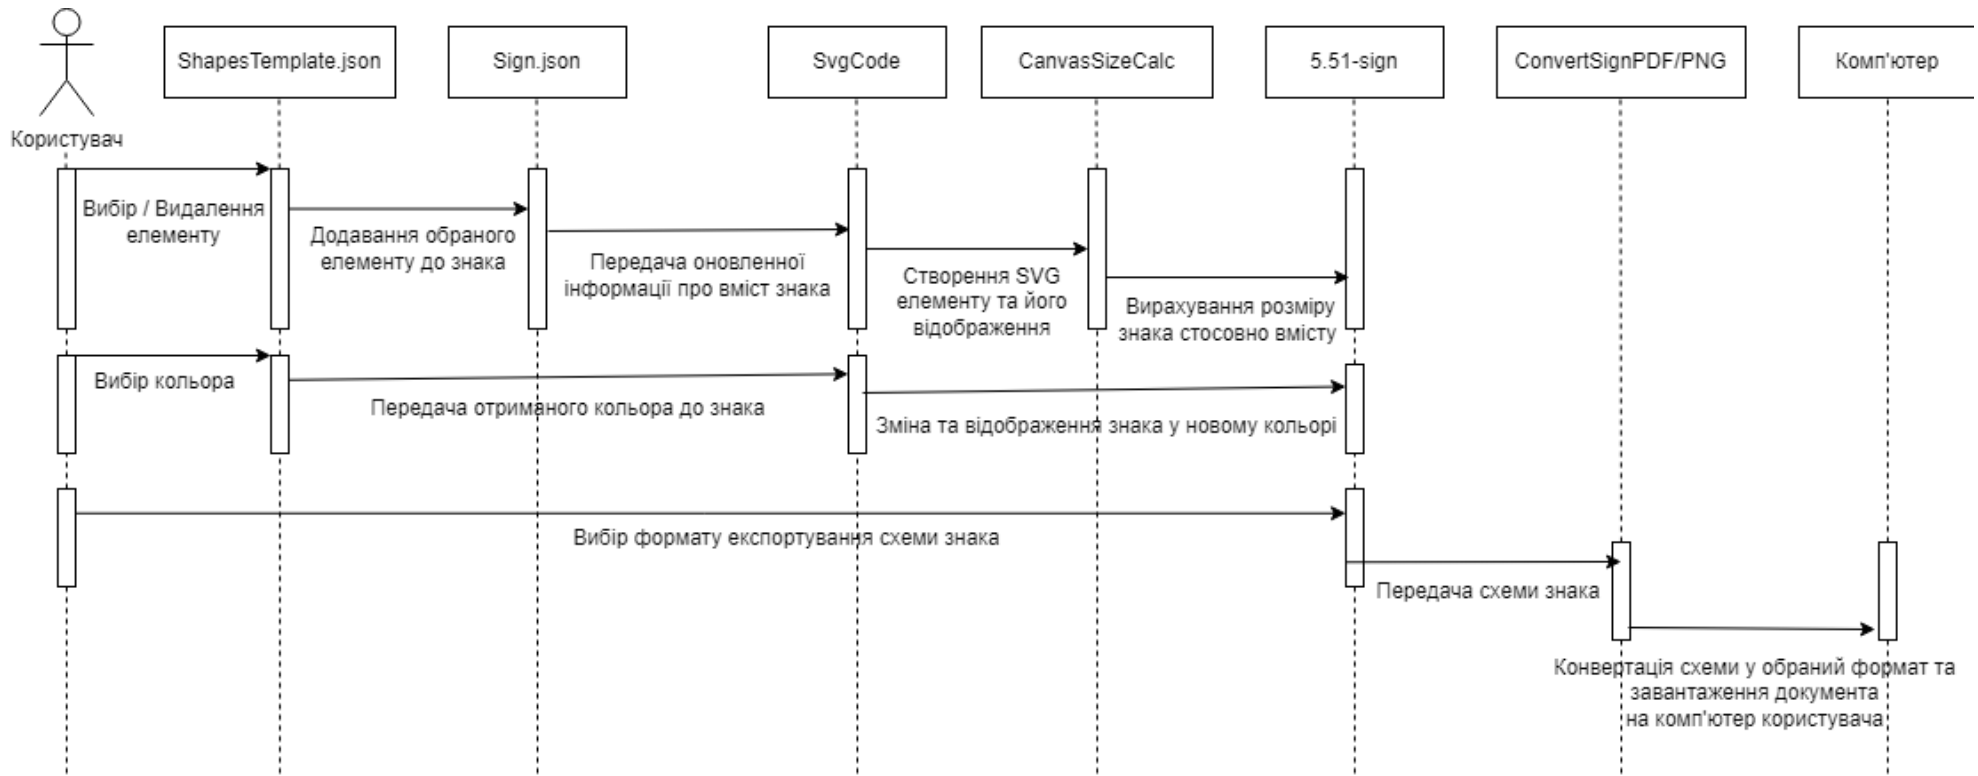 ShapesTemplate.json
Sign.json
SvgCode
CanvasSizeCalc
5.51-sign
ConvertSignPDF/PNG
Комп'ютер
Користувач
Вибір / Видалення
елементу
Додавання обраного
елементу до знака
Передача оновленної
інформації про вміст знака
Створення SVG
елементу та його
відображення
Вирахування розміру
знака стосовно вмісту
Вибір кольора
Передача отриманого кольора до знака
Зміна та відображення знака у новому кольорі
Вибір формату експортування схеми знака
Передача схеми знака
Конвертація схеми у обраний формат та
завантаження документа
на комп'ютер користувача